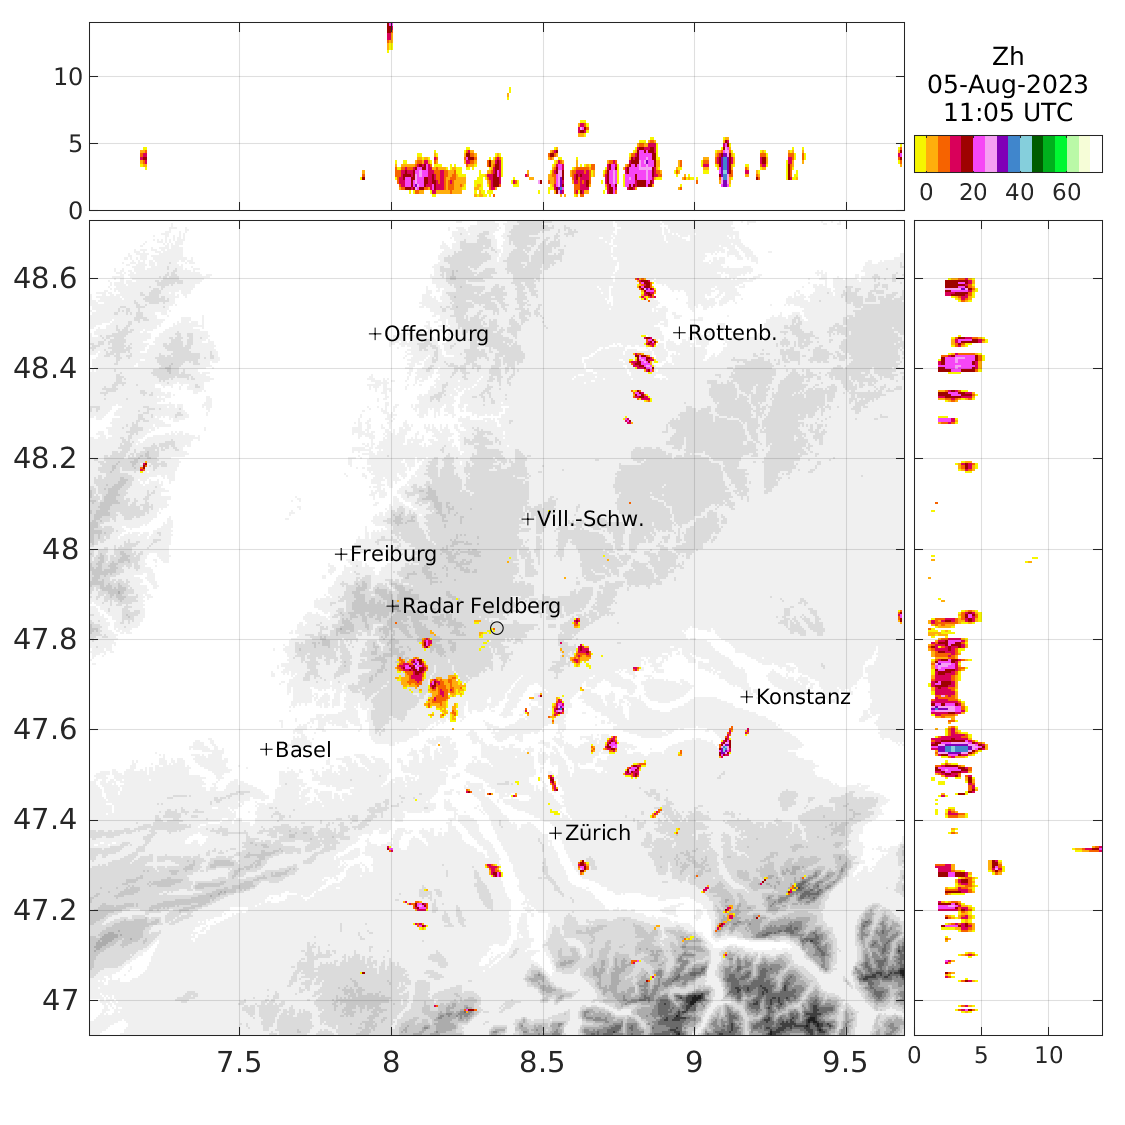 10
5
0
Zh
05-Aug-2023
11:05 UTC
0 20 40 60
48.6
48.4
48.2
48
47.8
47.6
47.4
47.2
47
+Offenburg
+Rottenb.
+Vill.-Schw.
+Freiburg
+Radar Feldberg
+Konstanz
+Basel
+Zürich
7.5 8 8.5 9 9.5
0 5 10